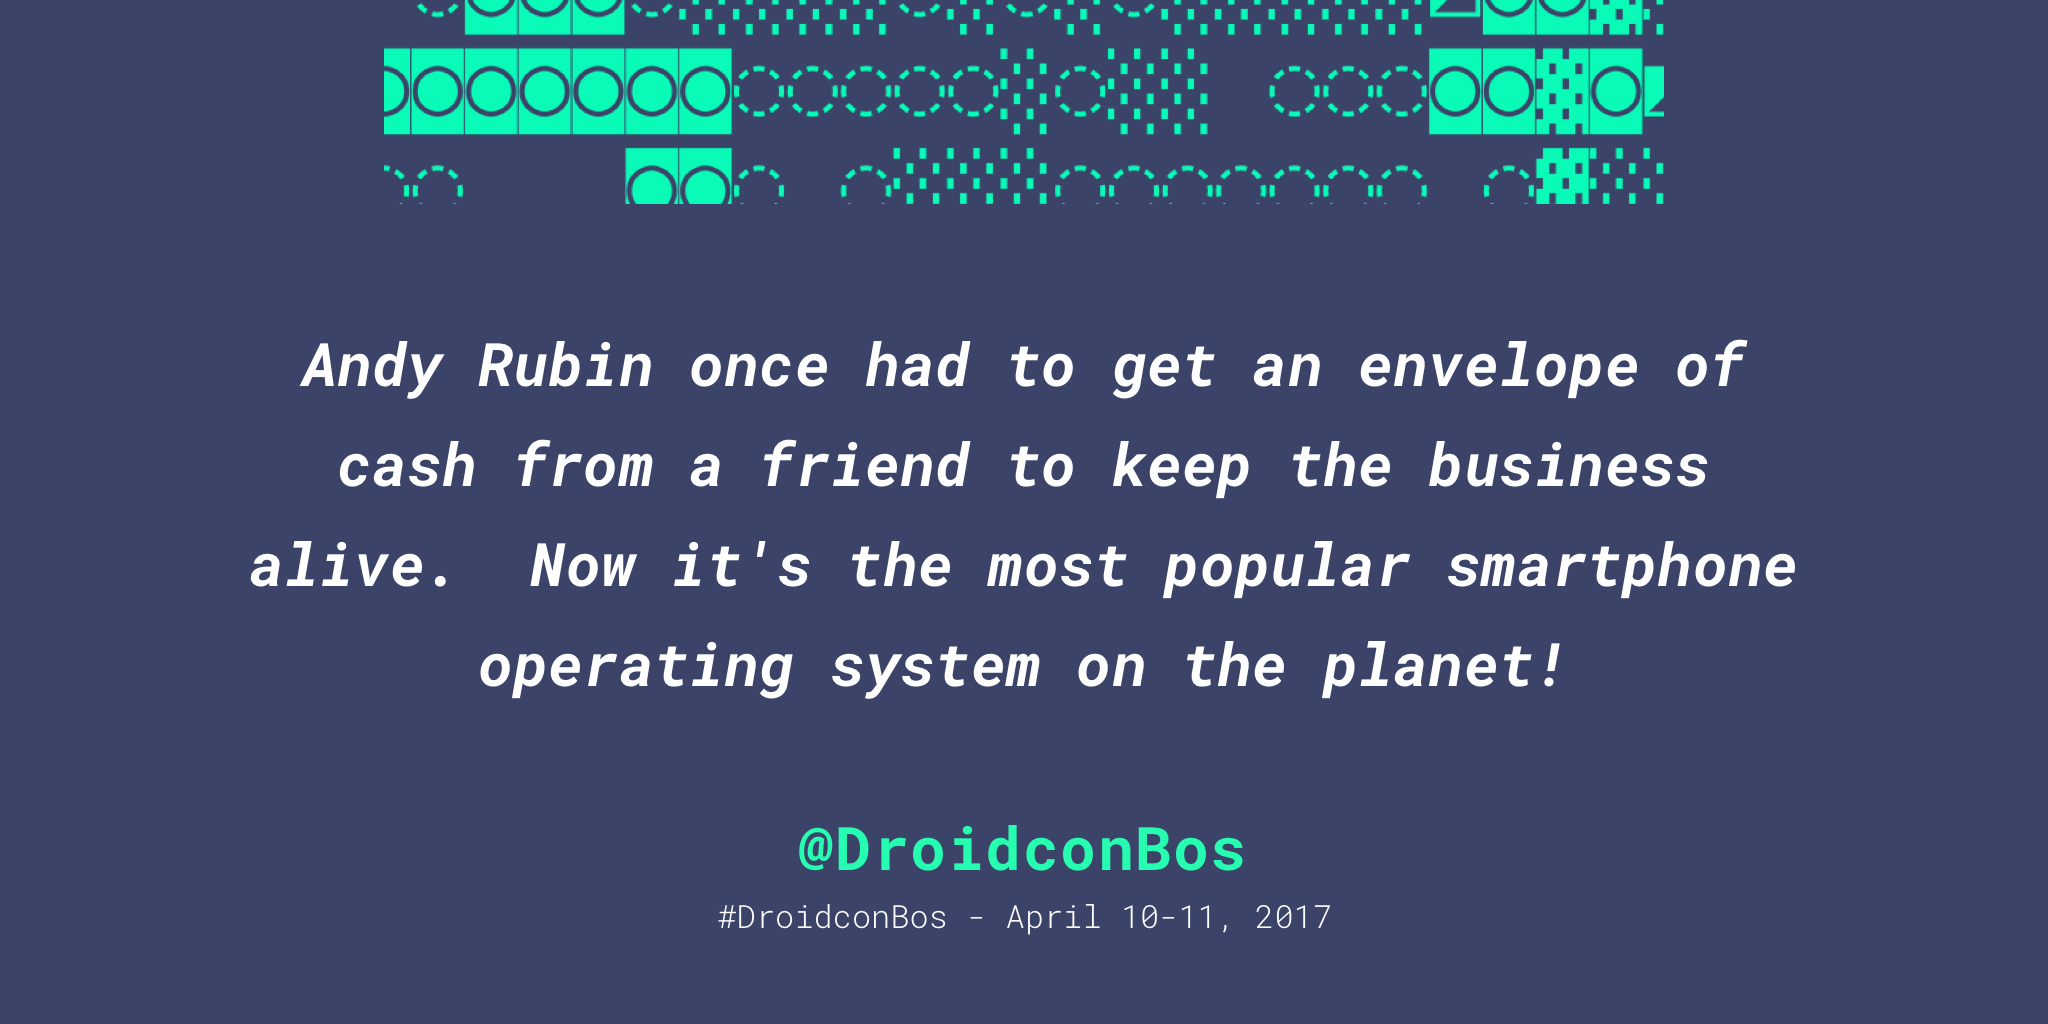 Andy Rubin once had to get an envelope of
cash from a friend to keep the business
alive.  Now it's the most popular smartphone
operating system on the planet!
@DroidconBos
#DroidconBos - April 10-11, 2017